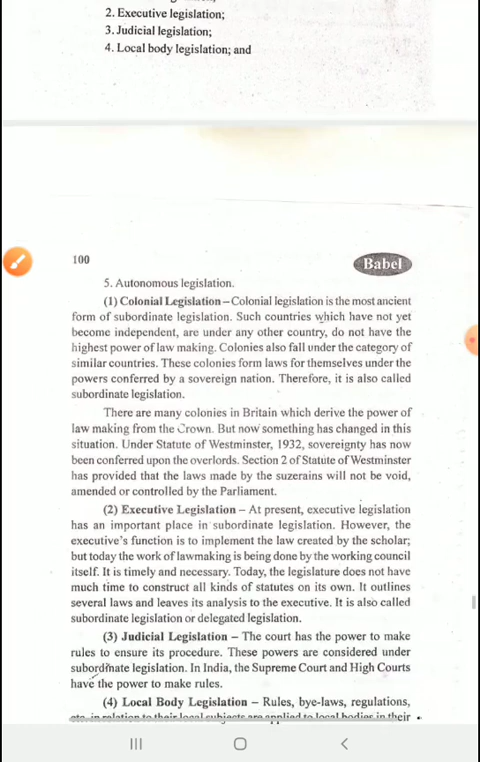 2. Executive legislation;
3. Judicial legislation;
4. Local body legislation; and
100
Babel
5. Autonomous legislation.
(1) Colonial Legislation – Colonial legislation is the most ancient
form of subordinate legislation. Such countries which have not yet
become independent, are under any other country, do not have the
highest power of law making. Colonies also fall under the category of
similar countries. These colonies form laws for themselves under the
powers conferred by a sovereign nation. Therefore, it is also called
subordinate legislation.
There are many colonies in Britain which derive the power of
law making from the Crown. But now something has changed in this
situation. Under Statute of Westminster, 1932, sovereignty has now
been conferred upon the overlords. Section 2 of Statute of Westminster
has provided that the laws made by the suzerains will not be void,
amended or controlled by the Parliament.
(2) Executive Legislation – At present, executive legislation
has an important place in subordinate legislation. However, the
executive's function is to implement the law created by the scholar;
but today the work of lawmaking is being done by the working council
itself. It is timely and necessary. Today, the legislature does not have
much time to construct all kinds of statutes on its own. It outlines
several laws and leaves its analysis to the executive. It is also called
subordinate legislation or delegated legislation.
(3) Judicial Legislation – The court has the power to make
rules to ensure its procedure. These powers are considered under
subordinate legislation. In India, the Supreme Court and High Courts
have the power to make rules.
(4) Local Body Legislation – Rules, bye-laws, regulations,
etc. in relation to their local subjects are applied to local bodies in their